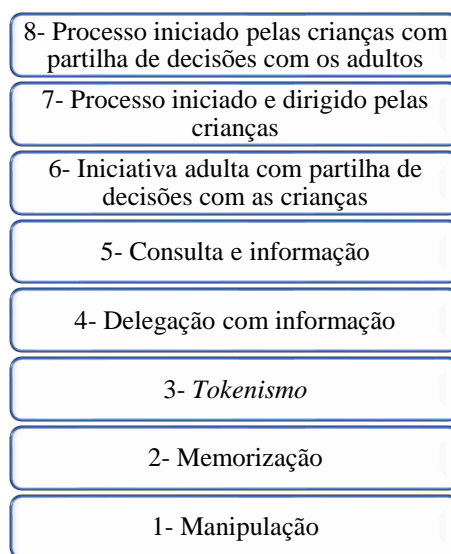 8- Processo iniciado pelas crianças com
partilha de decisões com os adultos
7- Processo iniciado e dirigido pelas
crianças
6- Iniciativa adulta com partilha de
decisões com as crianças
5- Consulta e informação
4- Delegação com informação
3- Tokenismo
2- Memorização
1- Manipulação